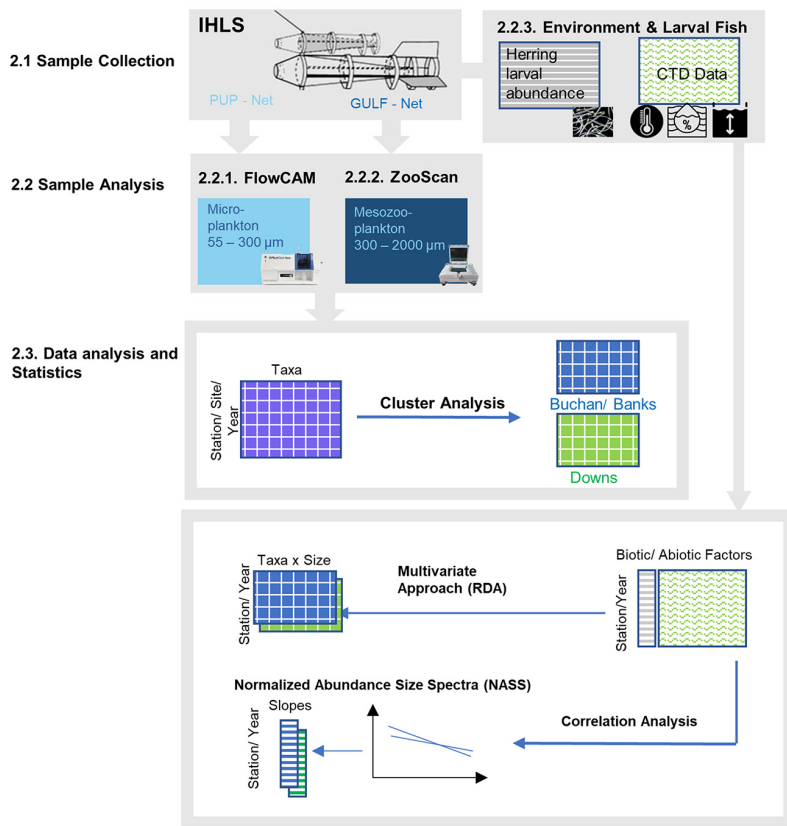 IHLS
2.2.3. Environment & Larval Fish
2.1 Sample Collection
Herring
larval
abundance
CTD Data
PUP - Net
GULF - Net
%
2.2 Sample Analysis
2.2.1. FlowCAM
2.2.2. ZooScan
Micro-
plankton
55 – 300 µm
Mesozoo-
plankton
300 – 2000 µm
2.3. Data analysis and
Statistics
Taxa
Station/ Site/
Year
Cluster Analysis
Buchan/ Banks
Downs
Taxa x Size
Station/ Year
Multivariate
Approach (RDA)
Biotic/ Abiotic Factors
Station/Year
Normalized Abundance Size Spectra (NASS)
Slopes
Station/ Year
Correlation Analysis